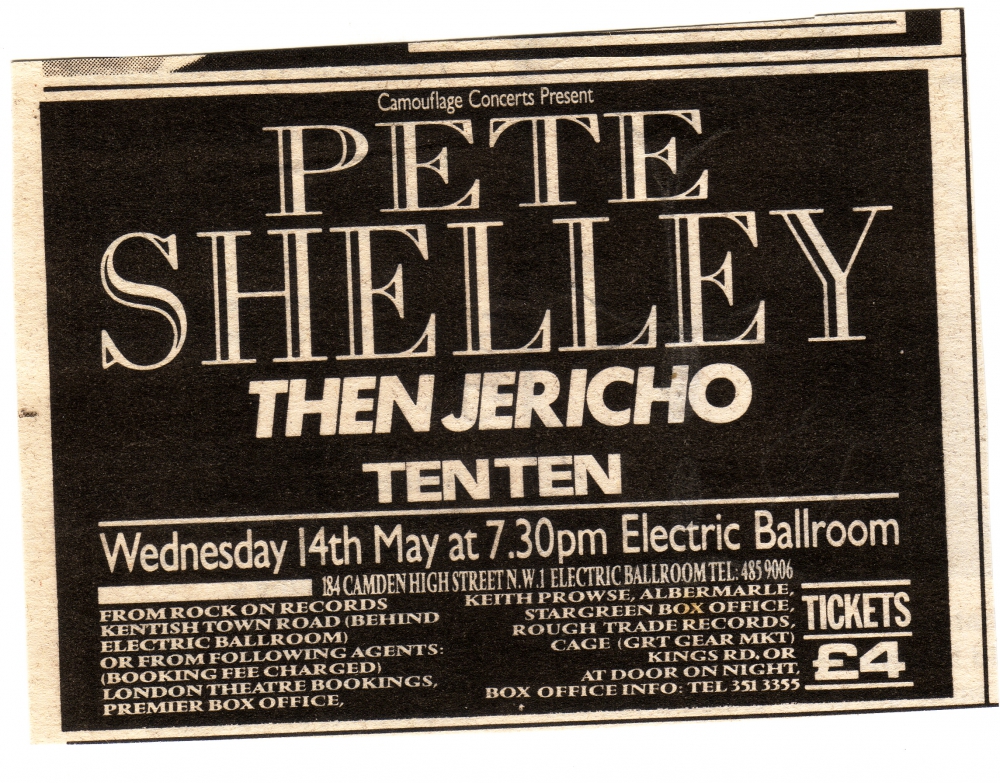 Camouflage Concerts Present
PETE
SHELLEY
THEN JERICHO
TEN TEN
Wednesday 14th May at 7.30pm Electric Ballroom
184 CAMDEN HIGH STREET N.W.1 ELECTRIC BALLROOM TEL: 485 9006
FROM ROCK ON RECORDS
KENTISH TOWN ROAD (BEHIND
ELECTRIC BALLROOM)
OR FROM FOLLOWING AGENTS:
(BOOKING FEE CHARGED)
LONDON THEATRE BOOKINGS,
PREMIER BOX OFFICE,
KEITH PROWSE, ALBERMARLE,
STARGREEN BOX OFFICE,
ROUGH TRADE RECORDS,
CAGE (GRT GEAR MKT)
KINGS RD, OR
AT DOOR ON NIGHT,
BOX OFFICE INFO: TEL 351 3355
TICKETS
£4